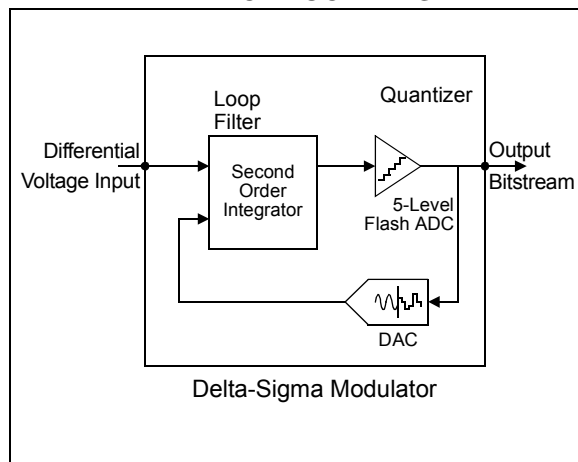 Loop
Filter
Quantizer
Differential
Voltage Input
Second
Order
Integrator
Output
Bitstream
5-Level
Flash ADC
DAC
Delta-Sigma Modulator